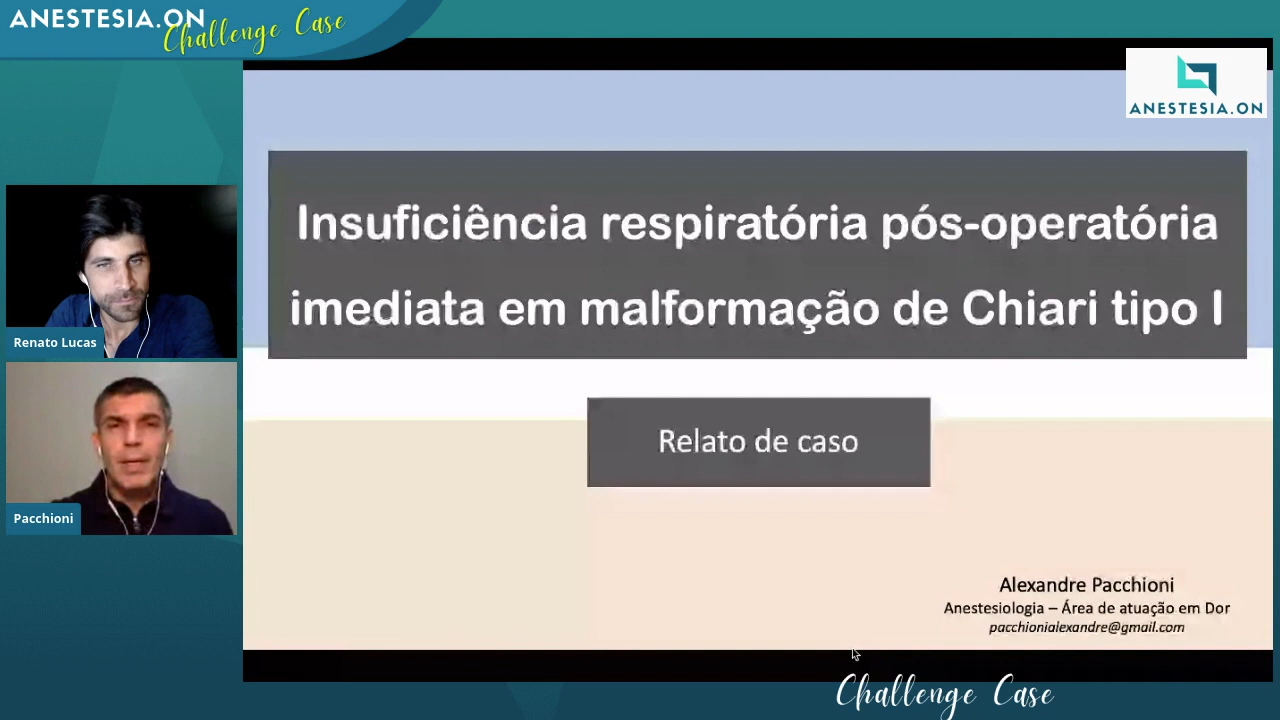 ANESTESIA.ON
Challenge Case
ANESTESIA.ON
Insuficiência respiratória pós-operatória
imediata em malformação de Chiari tipo I
Renato Lucas
Relato de caso
Pacchioni
Alexandre Pacchioni
Anestesiologia – Área de atuação em Dor
pacchionialexandre@gmail.com
Challenge Case